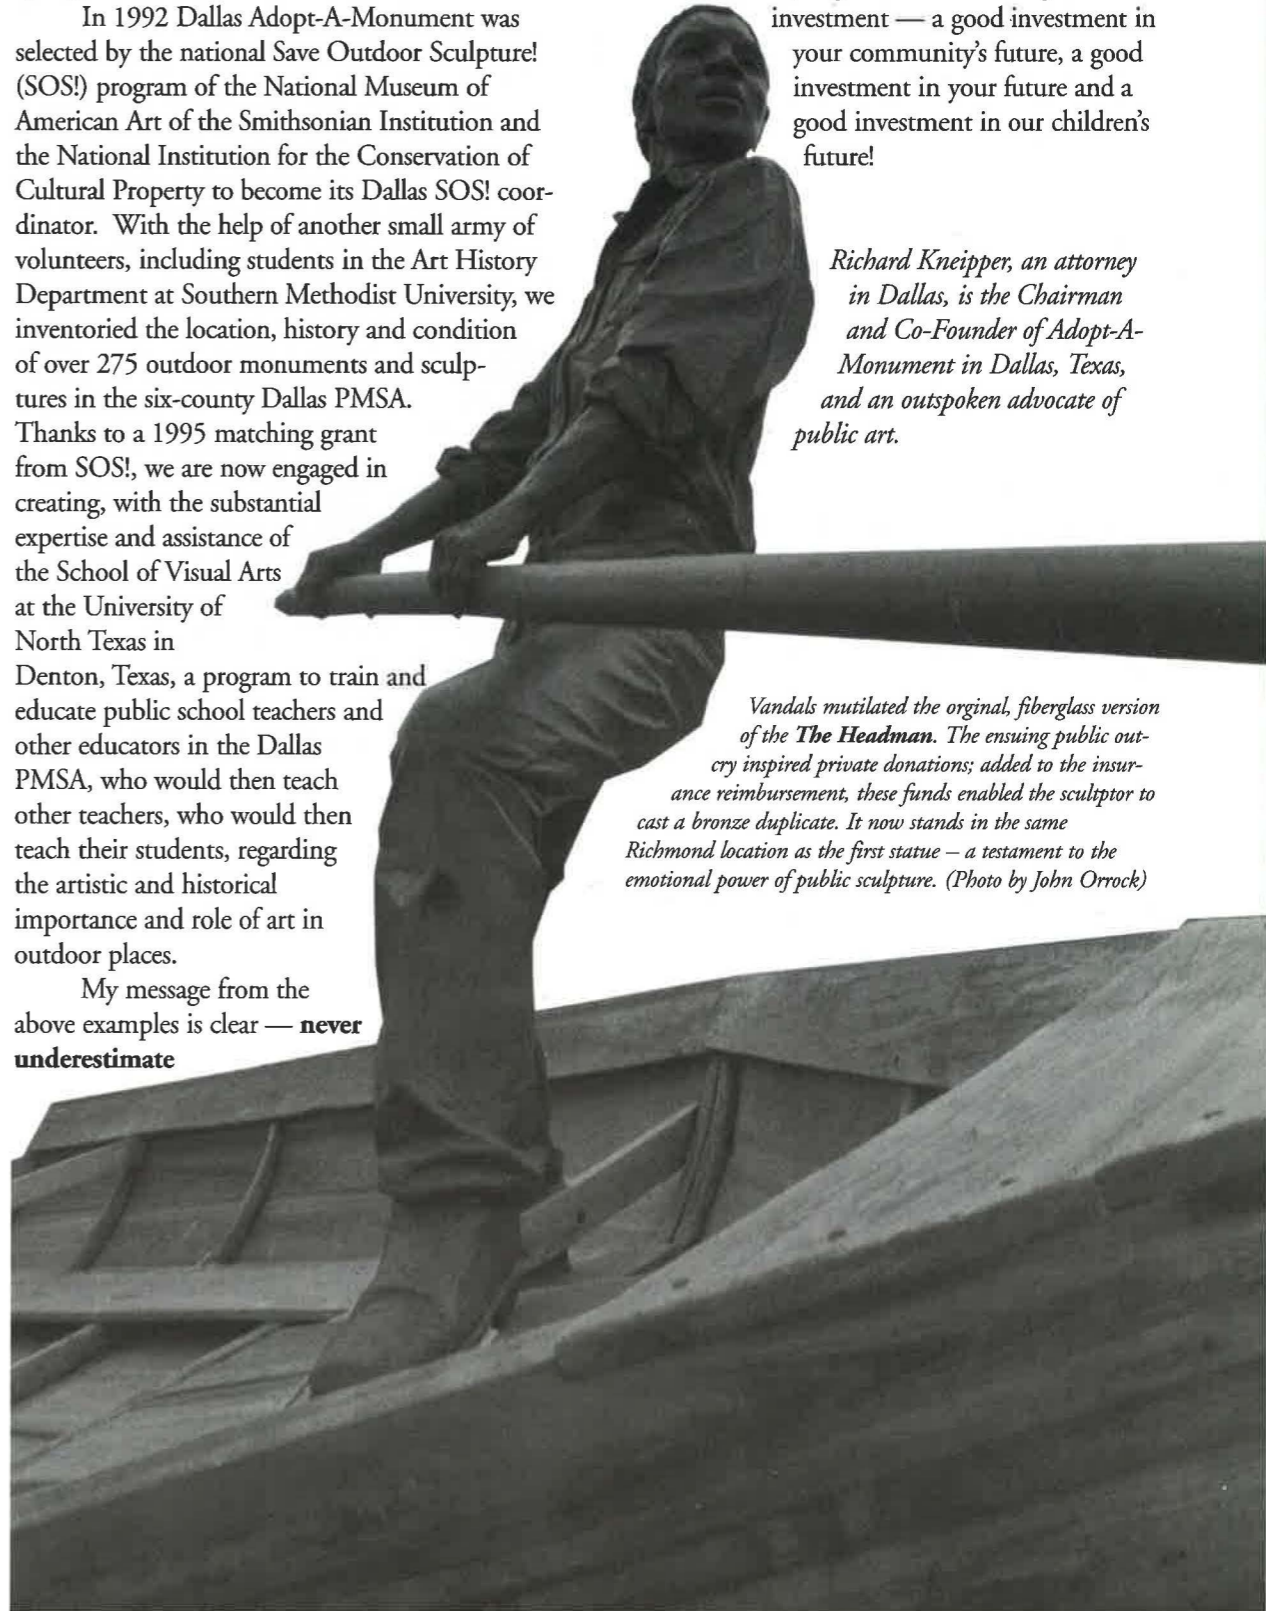 In 1992 Dallas Adopt-A-Monument was
selected by the national Save Outdoor Sculpture!
(SOS!) program of the National Museum of
American Art of the Smithsonian Institution and
the National Institution for the Conservation of
Cultural Property to become its Dallas SOS! coor-
dinator. With the help of another small army of
volunteers, including students in the Art History
Department at Southern Methodist University, we
inventoried the location, history and condition
of over 275 outdoor monuments and sculp-
tures in the six-county Dallas PMSA.
Thanks to a 1995 matching grant
from SOS!, we are now engaged in
creating, with the substantial
expertise and assistance of
the School of Visual Arts
at the University of
North Texas in
Denton, Texas, a program to train and
educate public school teachers and
other educators in the Dallas
PMSA, who would then teach
other teachers, who would then
teach their students, regarding
the artistic and historical
importance and role of art in
outdoor places.
My message from the
above examples is clear — never
underestimate
investment — a good investment in
your community's future, a good
investment in your future and a
good investment in our children's
future!
Richard Kneipper, an attorney
in Dallas, is the Chairman
and Co-Founder of Adopt-A-
Monument in Dallas, Texas,
and an outspoken advocate of
public art.
Vandals mutilated the orginal, fiberglass version
of the The Headman. The ensuing public out-
cry inspired private donations; added to the insur-
ance reimbursement, these funds enabled the scultptor to
cast a bronze duplicate. It now stands in the same
Richmond location as the first statue – a testament to the
emotional power of public sculpture. (Photo by John Orrock)